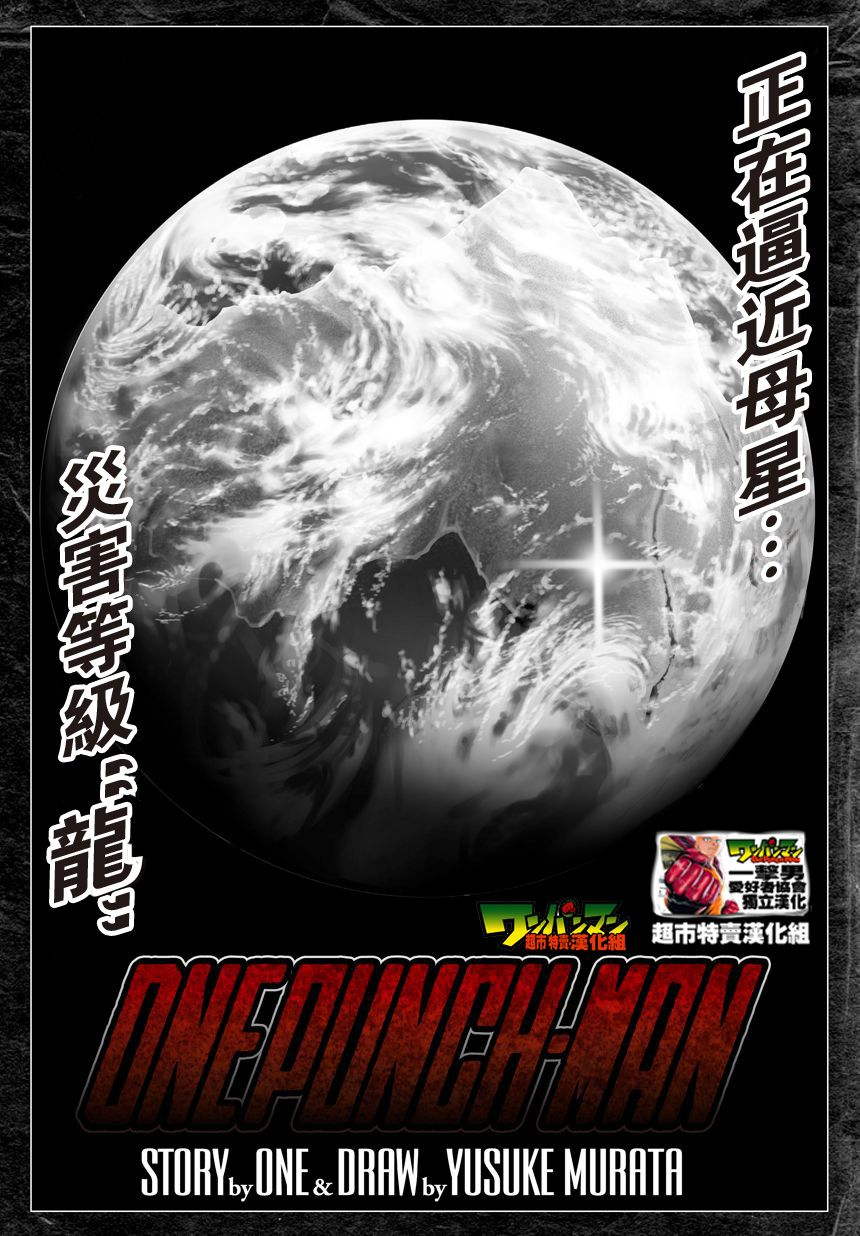 正在逼近母星…
災害等級“龍”
ワンパンマン
一擊男
愛好者協會
獨立漢化
ワンパンマン
超市特賣漢化組
超市特賣漢化組
ONEPUNCH-MAN
STORY by ONE & DRAW by YUSUKE MURATA